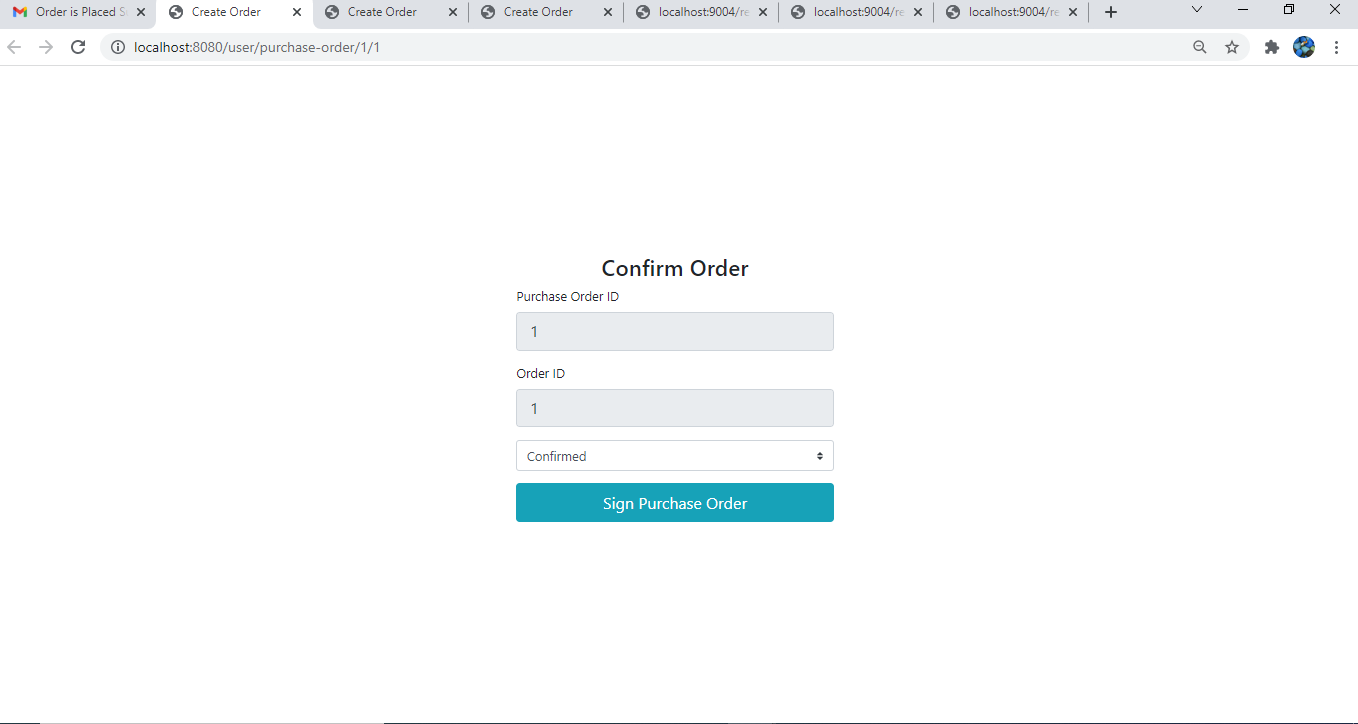 Order is Placed S
Create Order
Create Order
Create Order
localhost:9004/re
localhost:9004/re
localhost:9004/re
localhost:8080/user/purchase-order/1/1
Confirm Order
Purchase Order ID
1
Order ID
1
Confirmed
Sign Purchase Order